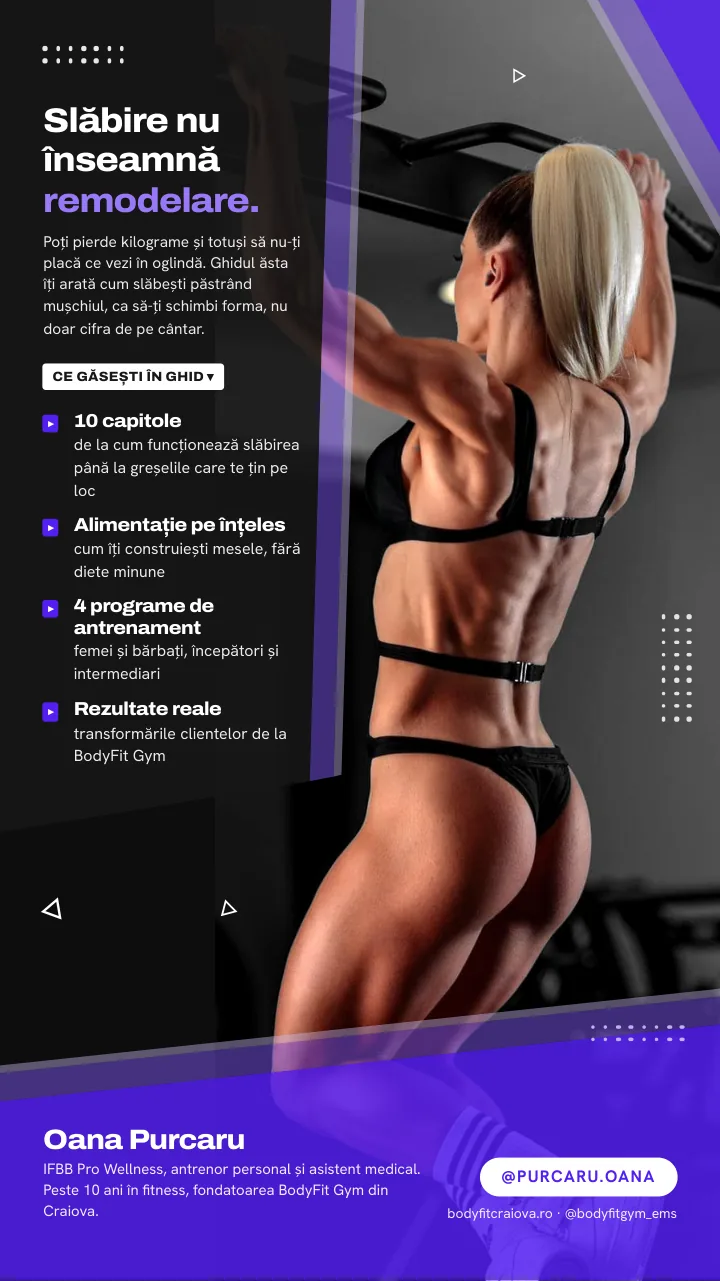 Slăbire nu
înseamnă
remodelare.
Poți pierde kilograme și totuși să nu-ți
placă ce vezi în oglindă. Ghidul ăsta
îți arată cum slăbești păstrând
mușchiul, ca să-ți schimbi forma, nu
doar cifra de pe cântar.
CE GĂSEȘTI ÎN GHID ▾
10 capitole
de la cum funcționează slăbirea
până la greșelile care te țin pe
loc
Alimentație pe înțeles
cum îți construiești mesele, fără
diete minune
4 programe de
antrenament
femei și bărbați, începători și
intermediari
Rezultate reale
transformările clientelor de la
BodyFit Gym
Oana Purcaru
IFBB Pro Wellness, antrenor personal și asistent medical.
Peste 10 ani în fitness, fondatoarea BodyFit Gym din
Craiova.
@PURCARU.OANA
bodyfitcraiova.ro · @bodyfitgym_ems